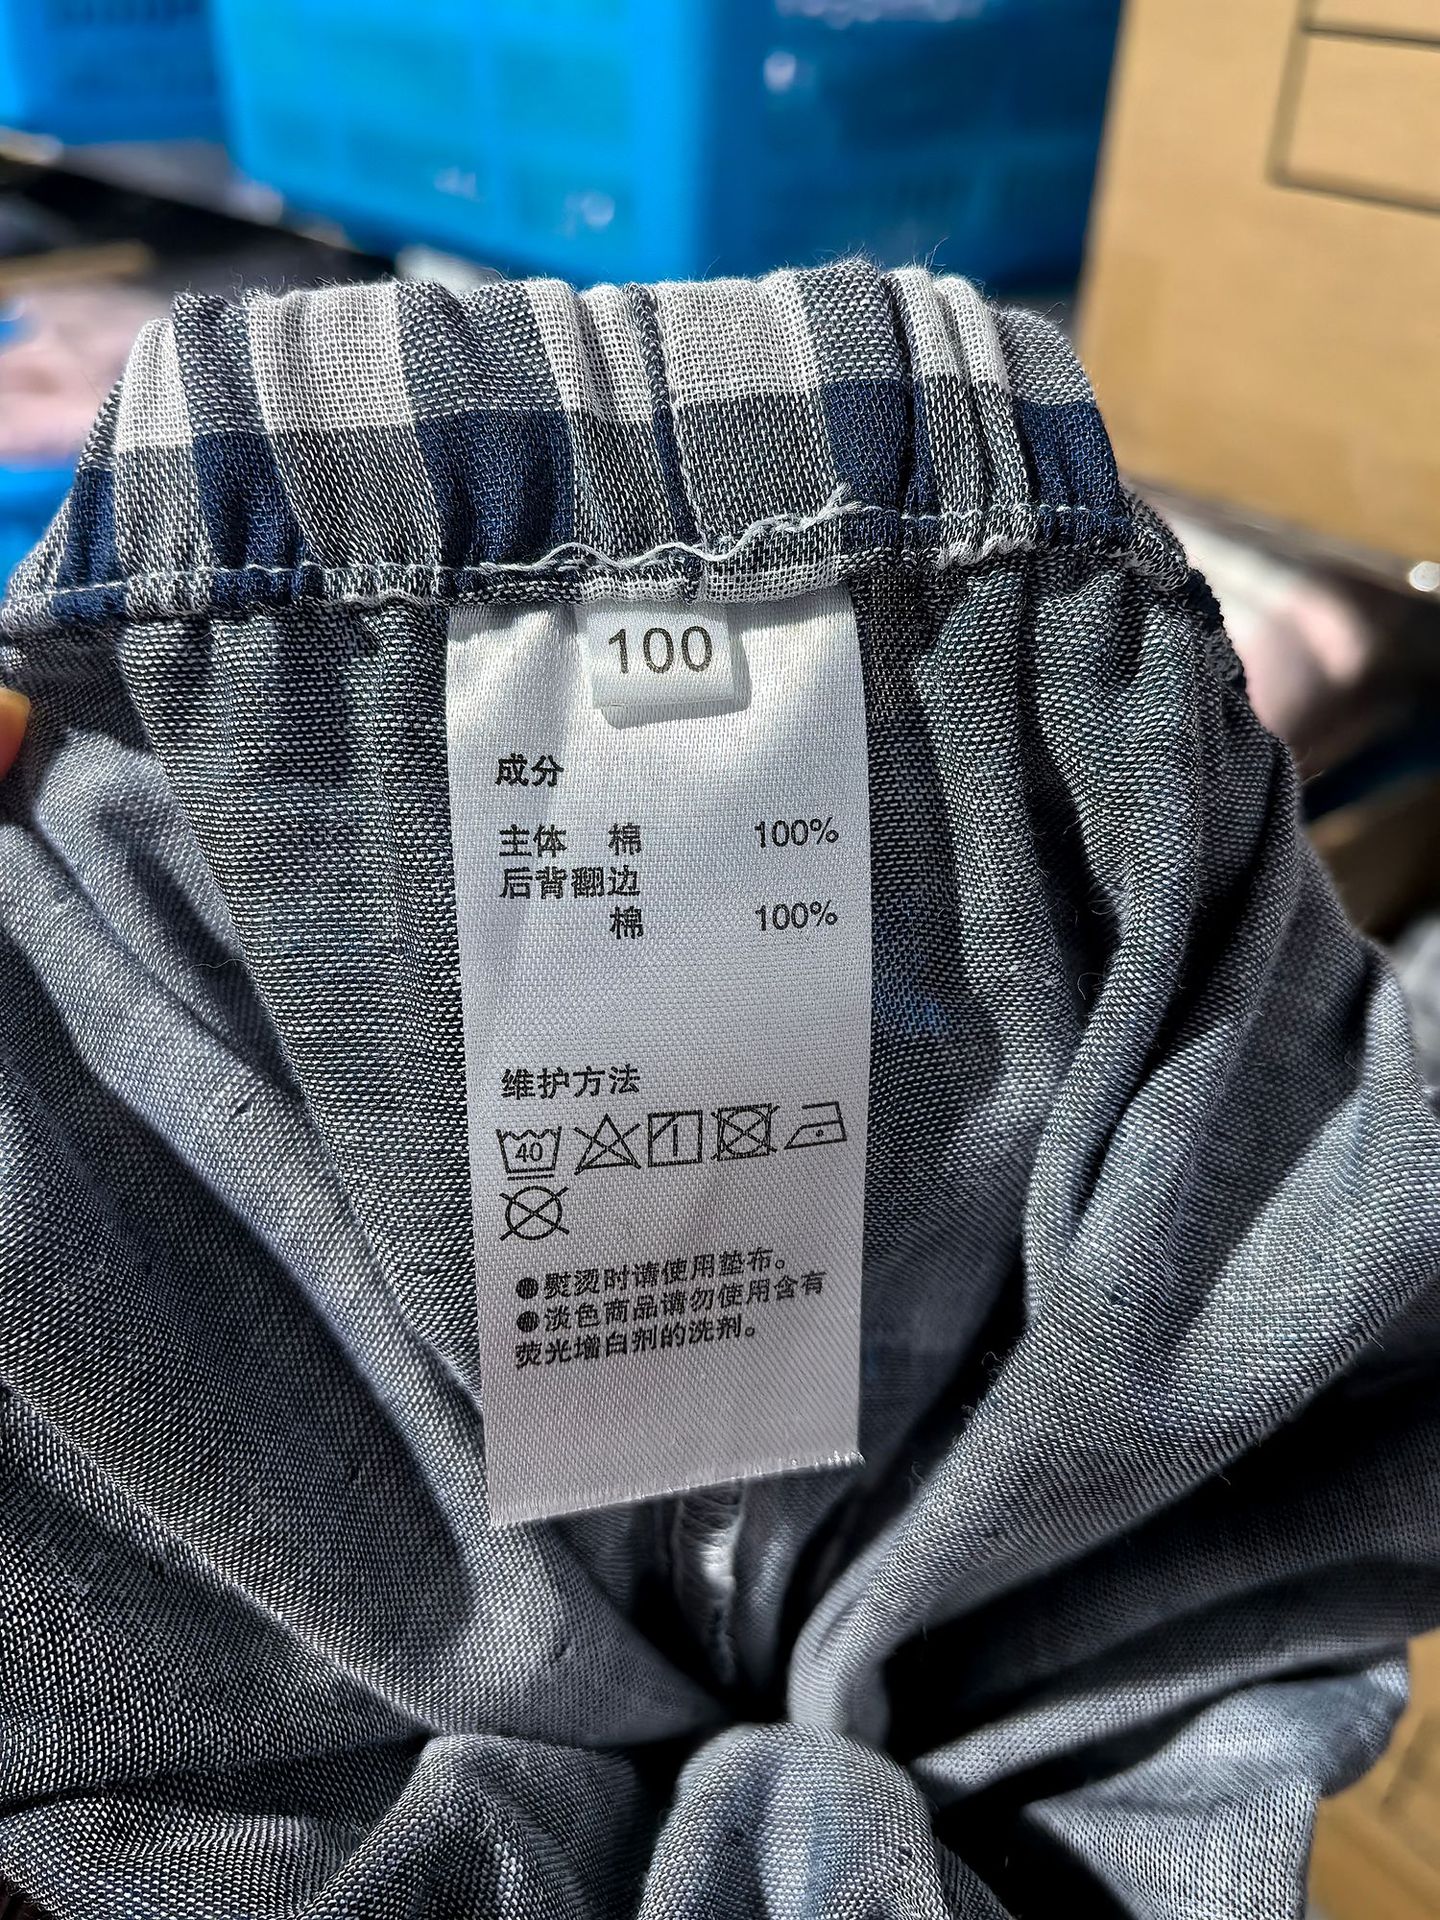 100
成分
主体 棉 100%
后背翻边
棉 100%
维护方法
40
●熨烫时请使用垫布。
●淡色商品请勿使用含有
荧光增白剂的洗剂。